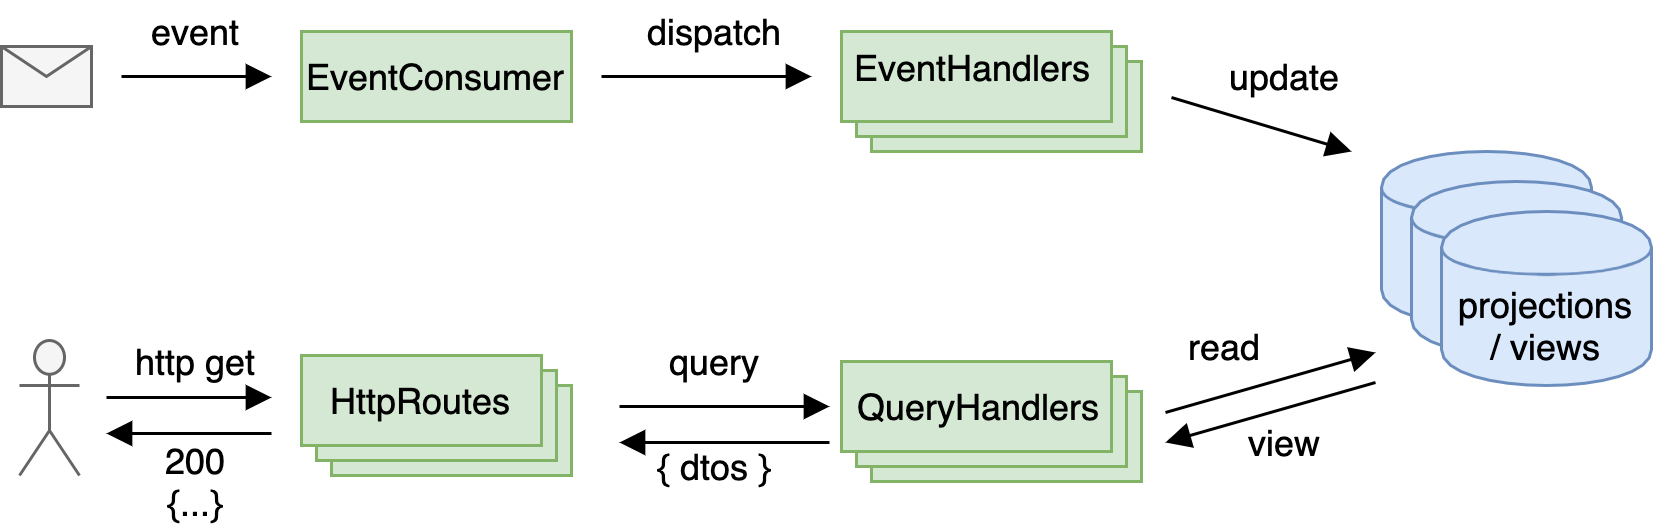 event
EventConsumer
dispatch
EventHandlers
update
projections
/ views
http get
200
{...}
HttpRoutes
query
{ dtos }
QueryHandlers
read
view